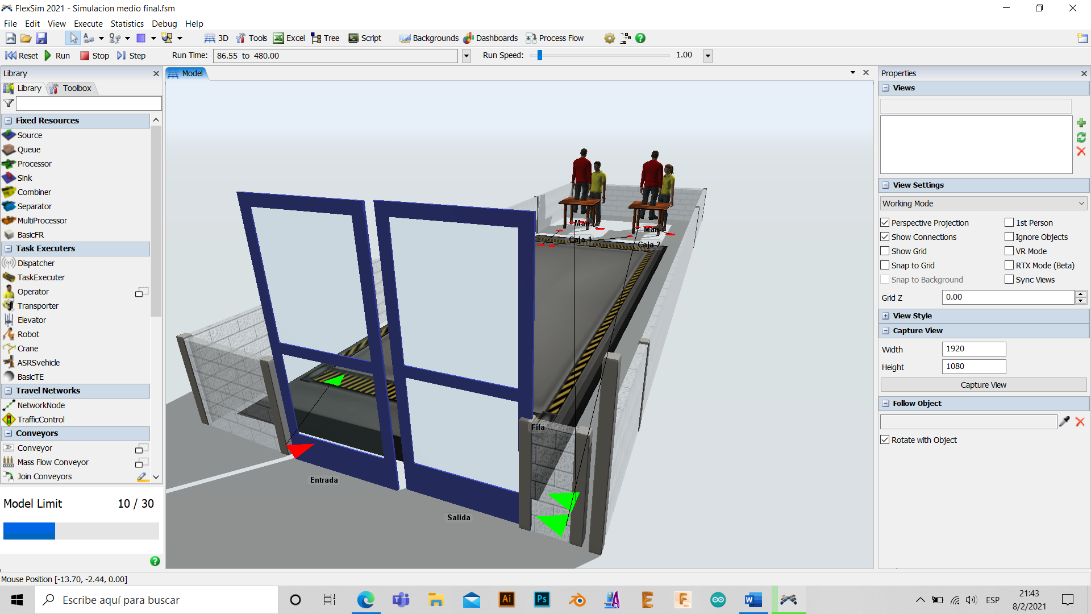 FlexSim 2021 - Simulacion medio final.fsm
File Edit View Execute Statistics Debug Help
3D Tools Excel Tree Script Backgrounds Dashboards Process Flow
Reset Run Stop Step Run Time: 86.55 to 480.00 Run Speed: 1.00
Library
Library Toolbox
Fixed Resources
Source
Queue
Processor
Sink
Combiner
Separator
MultiProcessor
BasicFR
Task Executers
Dispatcher
TaskExecuter
Operator
Transporter
Elevator
Robot
Crane
ASRSvehicle
BasicTE
Travel Networks
NetworkNode
TrafficControl
Conveyors
Conveyor
Mass Flow Conveyor
Join Conveyors
Model Limit 10 / 30
Model
Caja 1
Caja 2
Fila
Entrada
Salida
Properties
Views
View Settings
Working Mode
Perspective Projection 1st Person
Show Connections Ignore Objects
Show Grid VR Mode
Snap to Grid RTX Mode (Beta)
Snap to Background Sync Views
Grid Z 0.00
View Style
Capture View
Width 1920
Height 1080
Capture View
Follow Object
Rotate with Object
Mouse Position [-13.70, -2.44, 0.00]
Escribe aquí para buscar
ESP
21:43
8/2/2021